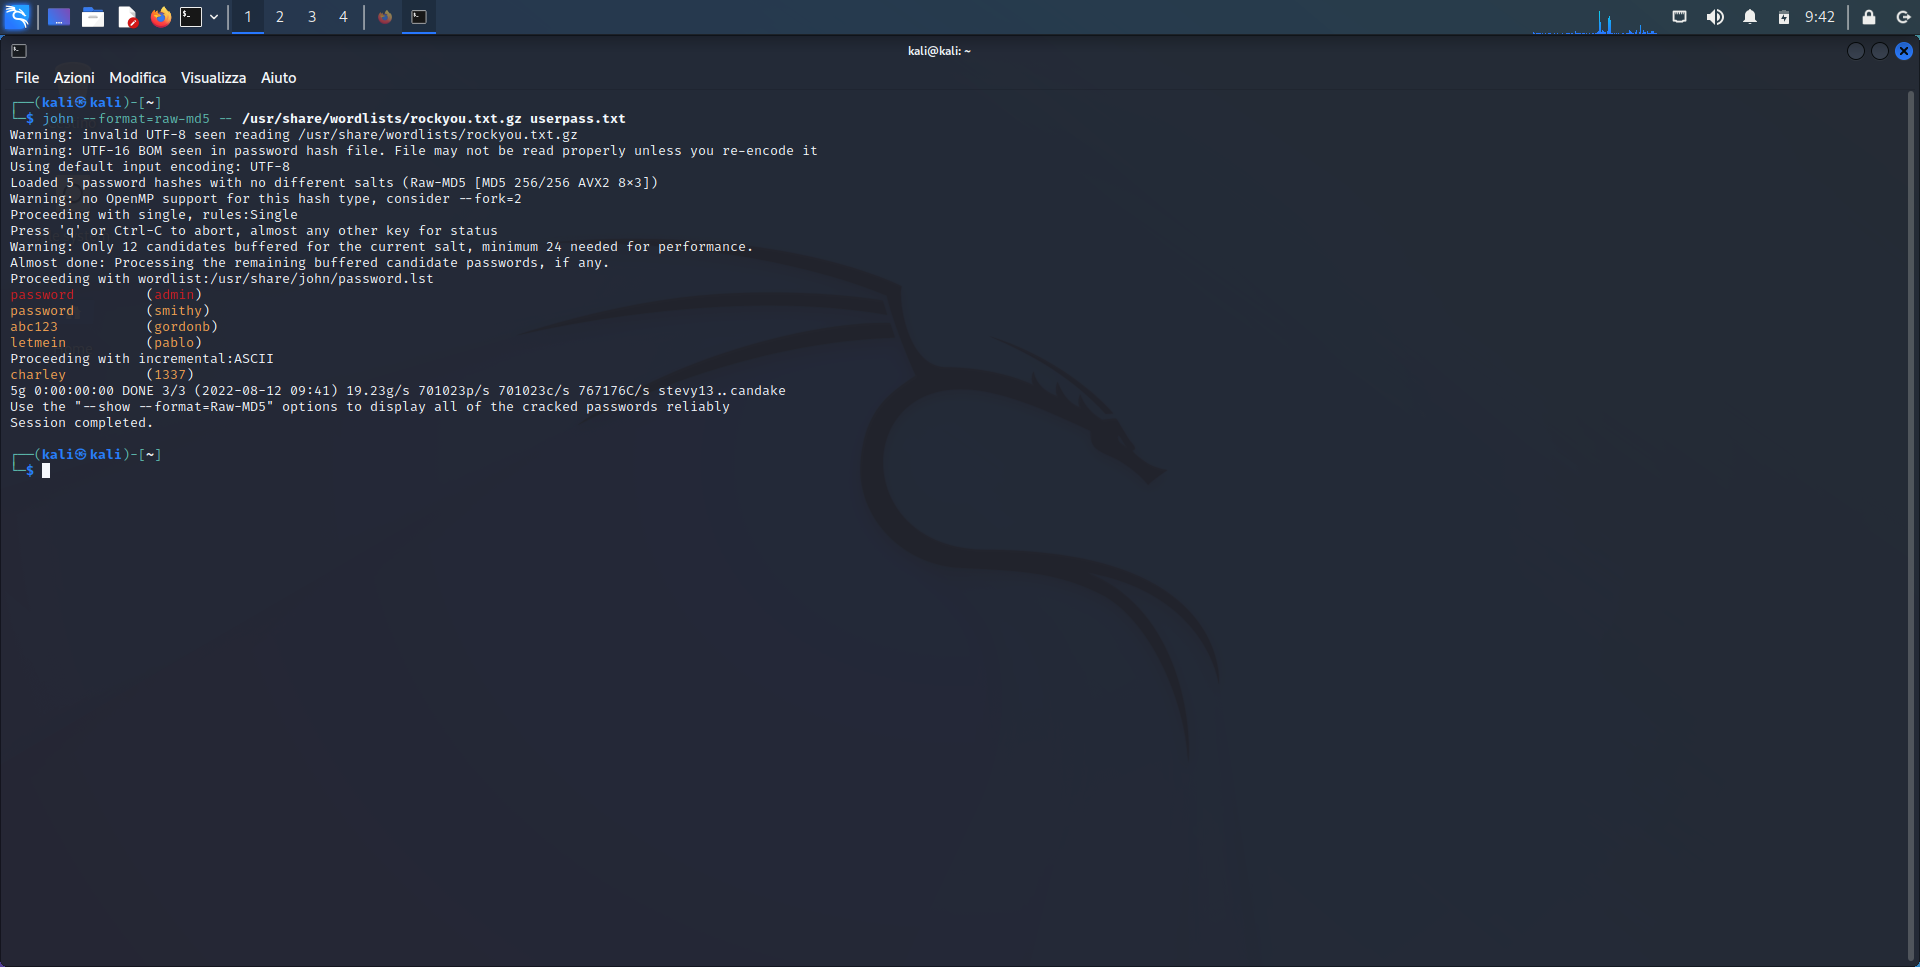 1 2 3 4 9:42
kali@kali: ~
File Azioni Modifica Visualizza Aiuto
┌──(kali㉿kali)-[~]
└─$ john --format=raw-md5 -- /usr/share/wordlists/rockyou.txt.gz userpass.txt
Warning: invalid UTF-8 seen reading /usr/share/wordlists/rockyou.txt.gz
Warning: UTF-16 BOM seen in password hash file. File may not be read properly unless you re-encode it
Using default input encoding: UTF-8
Loaded 5 password hashes with no different salts (Raw-MD5 [MD5 256/256 AVX2 8×3])
Warning: no OpenMP support for this hash type, consider --fork=2
Proceeding with single, rules:Single
Press 'q' or Ctrl-C to abort, almost any other key for status
Warning: Only 12 candidates buffered for the current salt, minimum 24 needed for performance.
Almost done: Processing the remaining buffered candidate passwords, if any.
Proceeding with wordlist:/usr/share/john/password.lst
password (admin)
password (smithy)
abc123 (gordonb)
letmein (pablo)
Proceeding with incremental:ASCII
charley (1337)
5g 0:00:00:00 DONE 3/3 (2022-08-12 09:41) 19.23g/s 701023p/s 701023c/s 767176C/s stevy13..candake
Use the "--show --format=Raw-MD5" options to display all of the cracked passwords reliably
Session completed.
┌──(kali㉿kali)-[~]
└─$